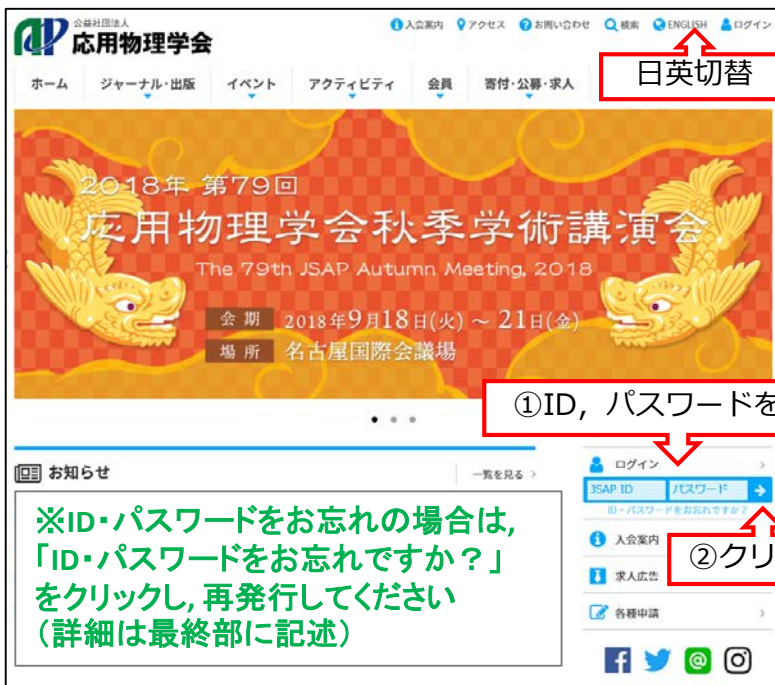 公益社団法人
応用物理学会
入会案内 アクセス お問い合わせ 検索 ENGLISH ログイン
日英切替
ホーム ジャーナル・出版 イベント アクティビティ 会員 寄付・公募・求人
2018年 第79回
応用物理学会秋季学術講演会
The 79th JSAP Autumn Meeting, 2018
会期 2018年9月18日(火) ~ 21日(金)
場所 名古屋国際会議場
①ID, パスワードを
お知らせ
一覧を見る
ログイン
JSAP ID パスワード
ID・パスワードをお忘れですか?
※ID・パスワードをお忘れの場合は,
「ID・パスワードをお忘れですか？」
をクリックし, 再発行してください
（詳細は最終部に記述）
入会案内
②クリ
求人広告
各種申請